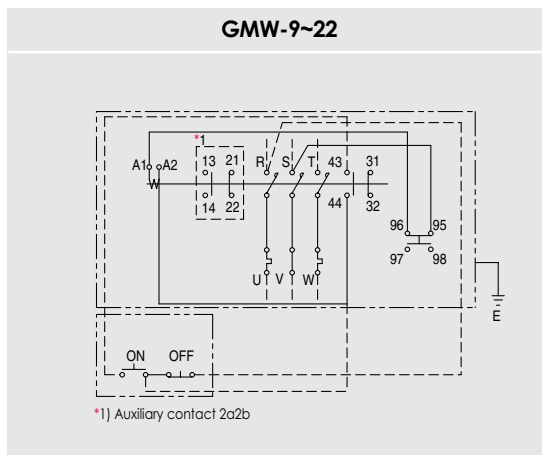 GMW-9~22
*1
A1 A2 13 21 R S T 43 31
14 22 44 32
96 95
97 98
U V W
E
ON OFF
*1) Auxiliary contact 2a2b